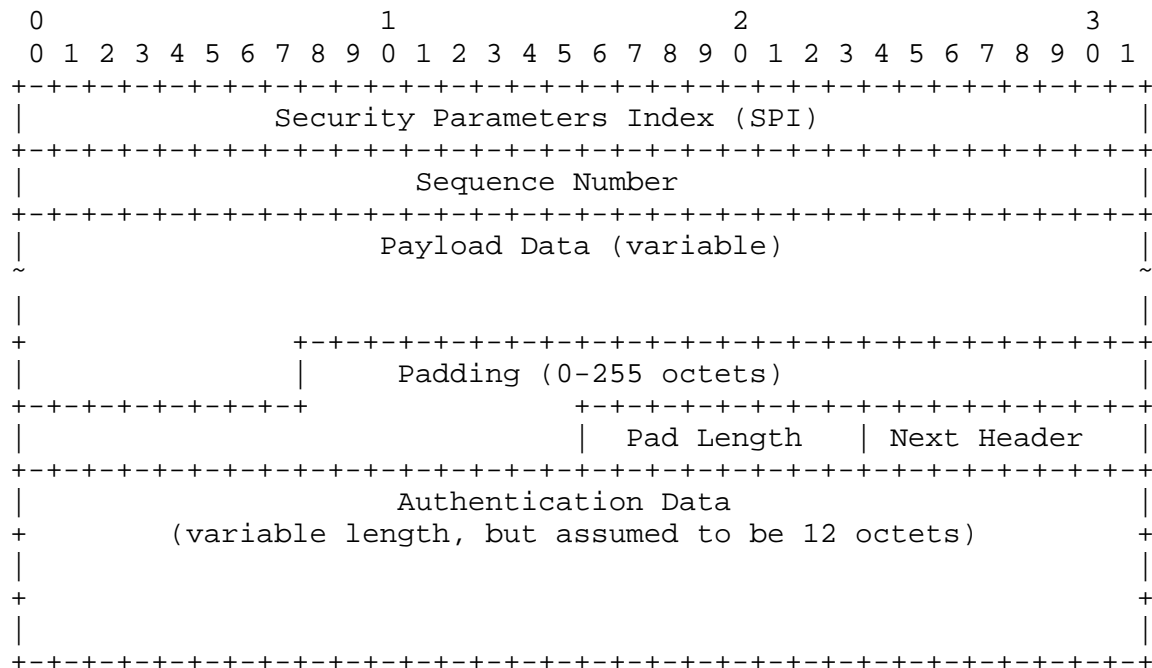 0                   1                   2                   3
 0 1 2 3 4 5 6 7 8 9 0 1 2 3 4 5 6 7 8 9 0 1 2 3 4 5 6 7 8 9 0 1
+-+-+-+-+-+-+-+-+-+-+-+-+-+-+-+-+-+-+-+-+-+-+-+-+-+-+-+-+-+-+-+-+
|              Security Parameters Index (SPI)                  |
+-+-+-+-+-+-+-+-+-+-+-+-+-+-+-+-+-+-+-+-+-+-+-+-+-+-+-+-+-+-+-+-+
|                      Sequence Number                          |
+-+-+-+-+-+-+-+-+-+-+-+-+-+-+-+-+-+-+-+-+-+-+-+-+-+-+-+-+-+-+-+-+
|                    Payload Data (variable)                    |
~                                                               ~
|                                                               |
+               +-+-+-+-+-+-+-+-+-+-+-+-+-+-+-+-+-+-+-+-+-+-+-+-+
|               |     Padding (0-255 octets)                    |
+-+-+-+-+-+-+-+-+               +-+-+-+-+-+-+-+-+-+-+-+-+-+-+-+-+
|                               |  Pad Length   | Next Header   |
+-+-+-+-+-+-+-+-+-+-+-+-+-+-+-+-+-+-+-+-+-+-+-+-+-+-+-+-+-+-+-+-+
|                     Authentication Data                       |
+        (variable length, but assumed to be 12 octets)         +
|                                                               |
+                                                               +
|                                                               |
+-+-+-+-+-+-+-+-+-+-+-+-+-+-+-+-+-+-+-+-+-+-+-+-+-+-+-+-+-+-+-+-+